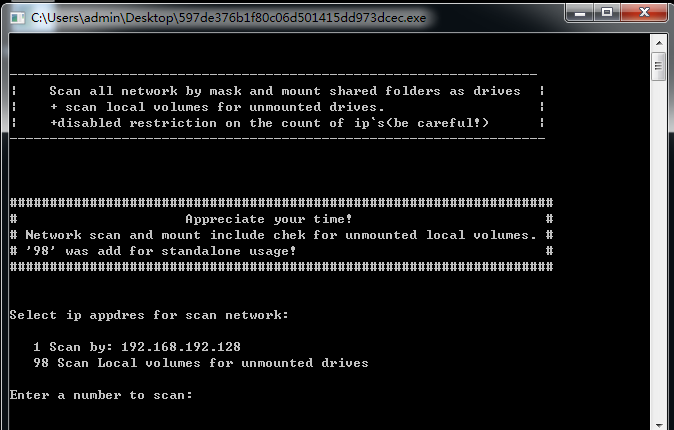 C:\Users\admin\Desktop\597de376b1f80c06d501415dd973dcec.exe
------------------------------------------------------------------
¦    Scan all network by mask and mount shared folders as drives  ¦
¦    + scan local volumes for unmounted drives.                   ¦
¦    +disabled restriction on the count of ip`s(be careful!)      ¦
-------------------------------------------------------------------
####################################################################
#                     Appreciate your time!                        #
# Network scan and mount include chek for unmounted local volumes. #
# '98' was add for standalone usage!                               #
####################################################################
Select ip appdres for scan network:
1 Scan by: 192.168.192.128
98 Scan Local volumes for unmounted drives
Enter a number to scan: